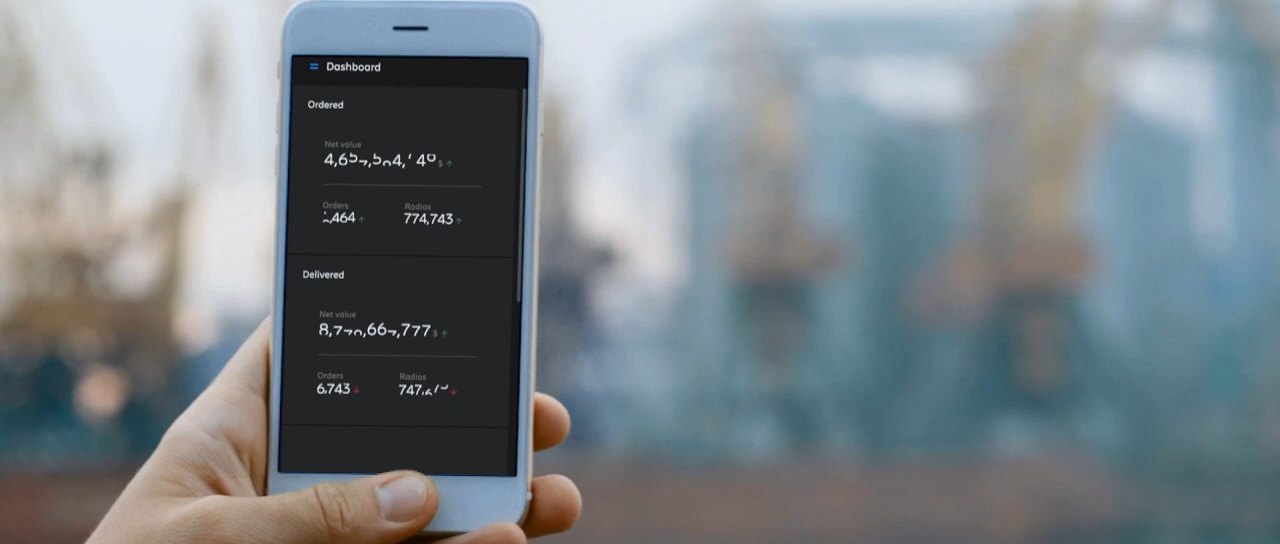 Dashboard
Ordered
Net value
$
Orders Radios
774,743
Delivered
Net value
$
Orders Radios
6,743